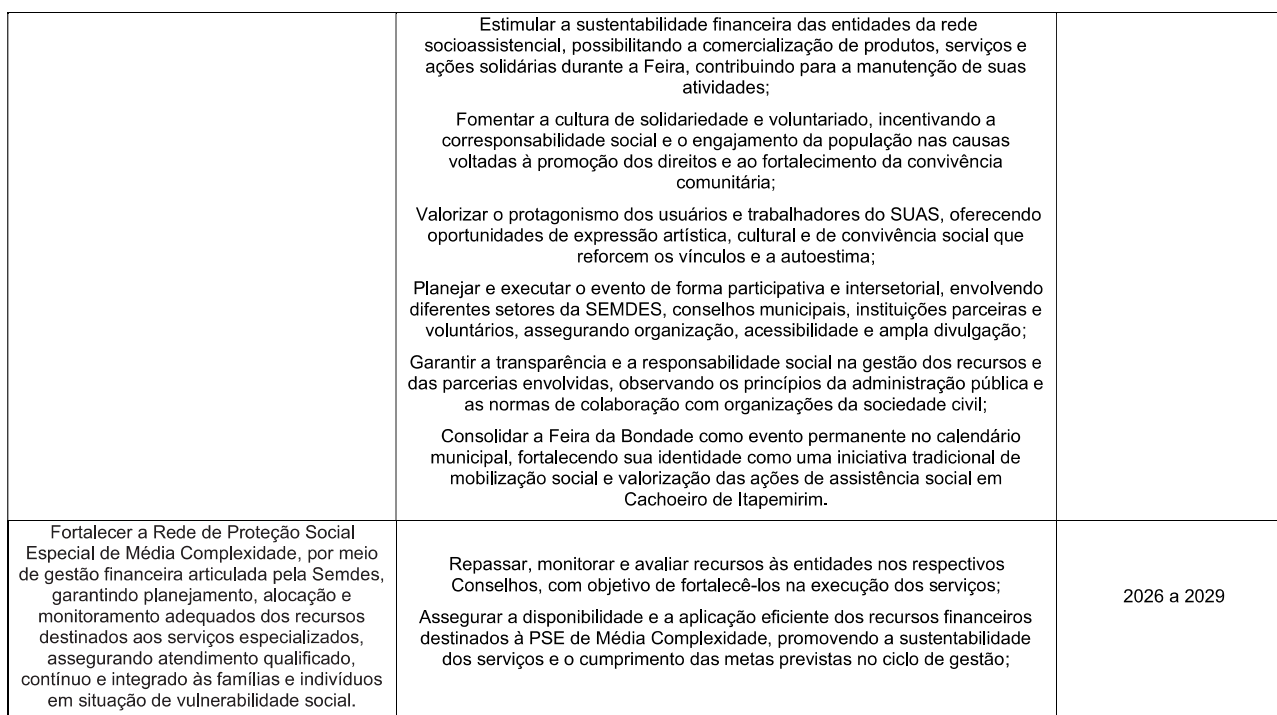 Estimular a sustentabilidade financeira das entidades da rede
socioassistencial, possibilitando a comercialização de produtos, serviços e
ações solidárias durante a Feira, contribuindo para a manutenção de suas
atividades;
Fomentar a cultura de solidariedade e voluntariado, incentivando a
corresponsabilidade social e o engajamento da população nas causas
voltadas à promoção dos direitos e ao fortalecimento da convivência
comunitária;
Valorizar o protagonismo dos usuários e trabalhadores do SUAS, oferecendo
oportunidades de expressão artística, cultural e de convivência social que
reforcem os vínculos e a autoestima;
Planejar e executar o evento de forma participativa e intersetorial, envolvendo
diferentes setores da SEMDES, conselhos municipais, instituições parceiras e
voluntários, assegurando organização, acessibilidade e ampla divulgação;
Garantir a transparência e a responsabilidade social na gestão dos recursos e
das parcerias envolvidas, observando os princípios da administração pública e
as normas de colaboração com organizações da sociedade civil;
Consolidar a Feira da Bondade como evento permanente no calendário
municipal, fortalecendo sua identidade como uma iniciativa tradicional de
mobilização social e valorização das ações de assistência social em
Cachoeiro de Itapemirim.
Fortalecer a Rede de Proteção Social
Especial de Média Complexidade, por meio
de gestão financeira articulada pela Semdes,
garantindo planejamento, alocação e
monitoramento adequados dos recursos
destinados aos serviços especializados,
assegurando atendimento qualificado,
contínuo e integrado às famílias e indivíduos
em situação de vulnerabilidade social.
Repassar, monitorar e avaliar recursos às entidades nos respectivos
Conselhos, com objetivo de fortalecê-los na execução dos serviços;
Assegurar a disponibilidade e a aplicação eficiente dos recursos financeiros
destinados à PSE de Média Complexidade, promovendo a sustentabilidade
dos serviços e o cumprimento das metas previstas no ciclo de gestão;
2026 a 2029